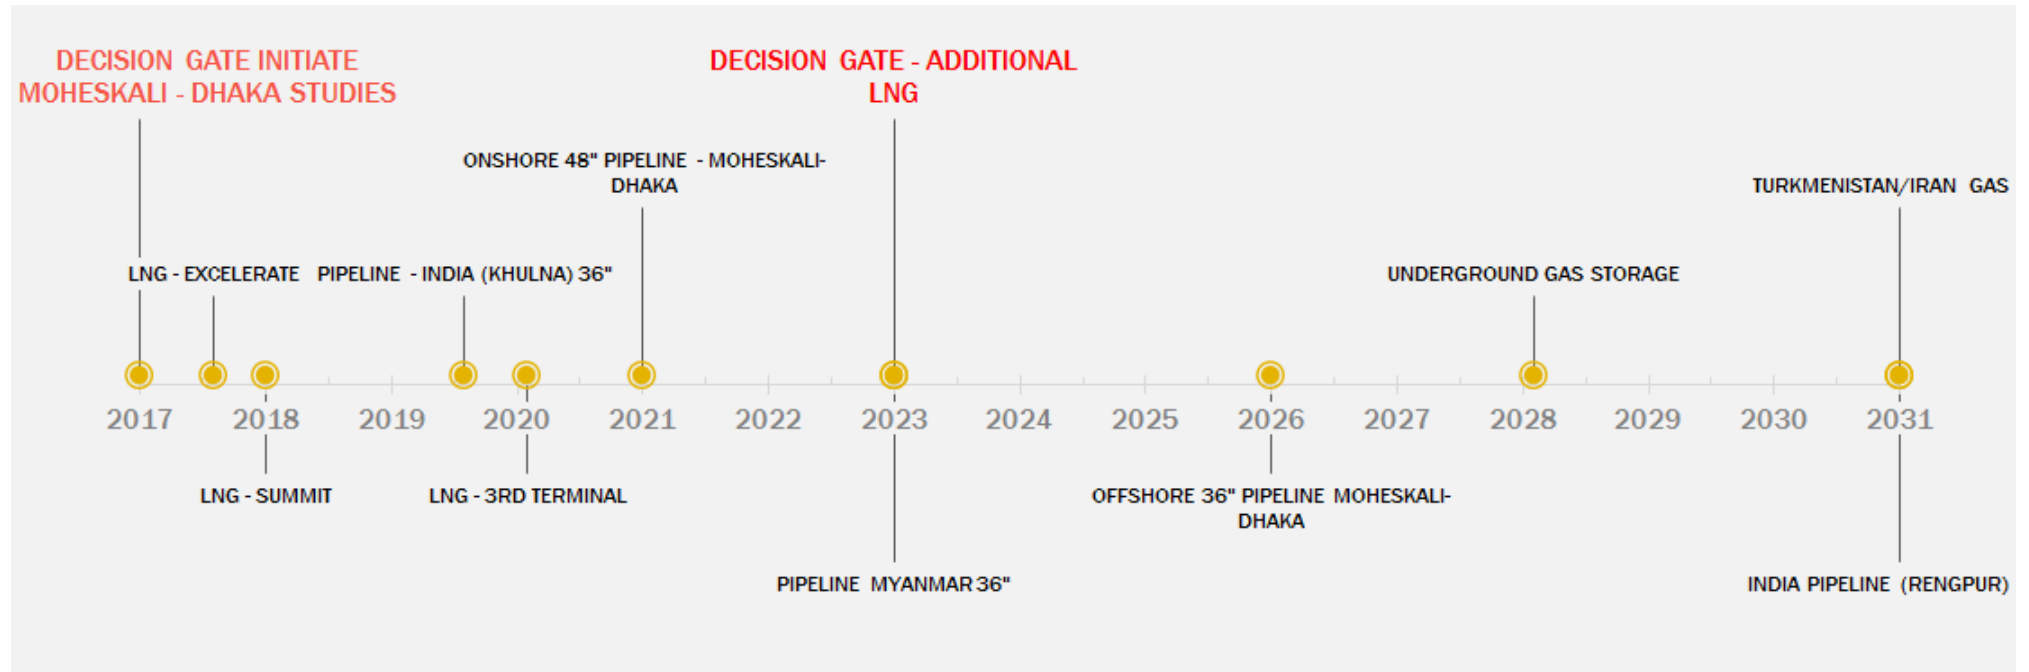 DECISION GATE INITIATE
MOHESKALI - DHAKA STUDIES
DECISION GATE - ADDITIONAL
LNG
ONSHORE 48" PIPELINE - MOHESKALI-
DHAKA
TURKMENISTAN/IRAN GAS
LNG - EXCELERATE
PIPELINE - INDIA (KHULNA) 36"
UNDERGROUND GAS STORAGE
2017 2018 2019 2020 2021 2022 2023 2024 2025 2026 2027 2028 2029 2030 2031
LNG - SUMMIT
LNG - 3RD TERMINAL
OFFSHORE 36" PIPELINE MOHESKALI-
DHAKA
PIPELINE MYANMAR 36"
INDIA PIPELINE (RENGPUR)